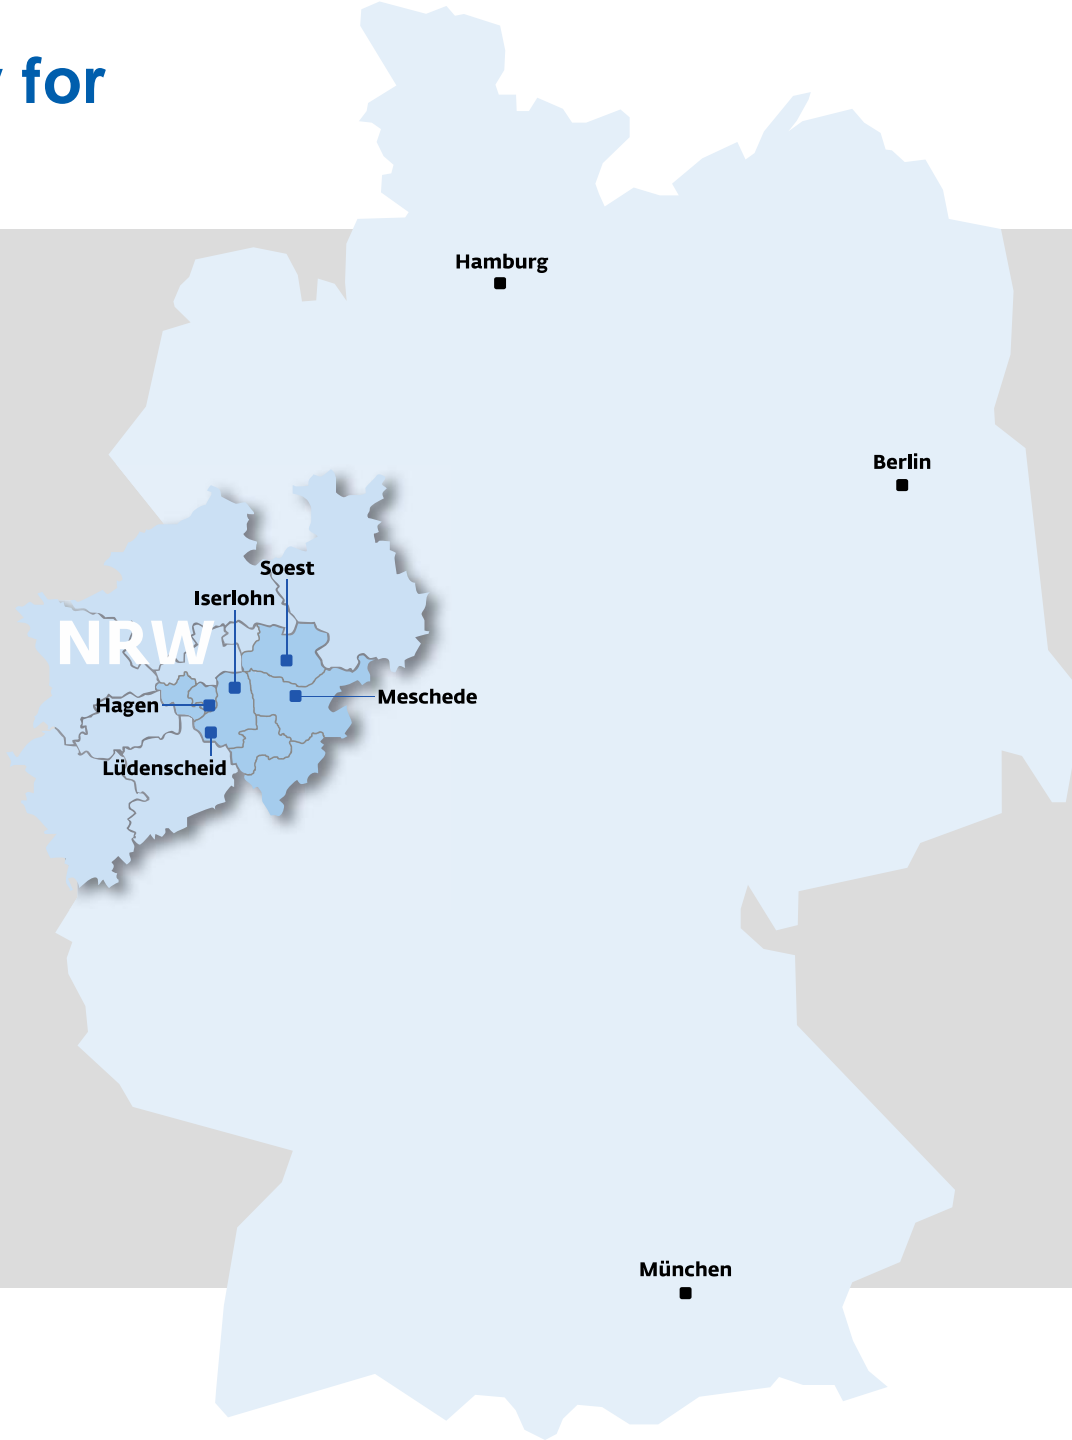 for
Hamburg
Berlin
Soest
Iserlohn
NRW
Meschede
Hagen
Lüdenscheid
München